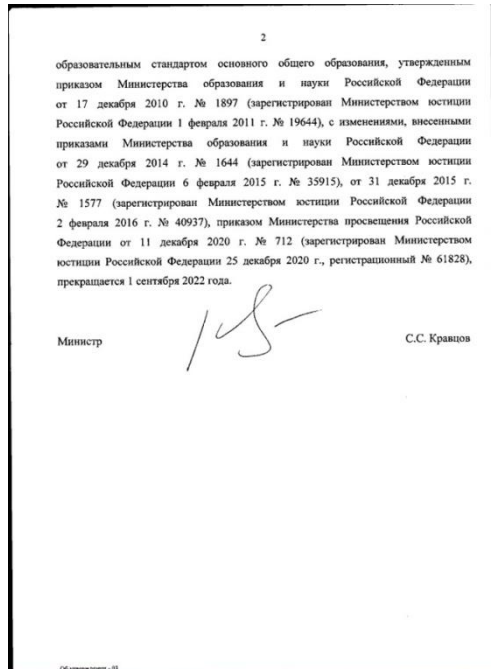 2
образовательным стандартом основного общего образования, утвержденным
приказом Министерства образования и науки Российской Федерации
от 17 декабря 2010 г. № 1897 (зарегистрирован Министерством юстиции
Российской Федерации 1 февраля 2011 г. № 19644), с изменениями, внесенными
приказами Министерства образования и науки Российской Федерации
от 29 декабря 2014 г. № 1644 (зарегистрирован Министерством юстиции
Российской Федерации 6 февраля 2015 г. № 35915), от 31 декабря 2015 г.
№ 1577 (зарегистрирован Министерством юстиции Российской Федерации
2 февраля 2016 г. № 40937), приказом Министерства просвещения Российской
Федерации от 11 декабря 2020 г. № 712 (зарегистрирован Министерством
юстиции Российской Федерации 25 декабря 2020 г., регистрационный № 61828),
прекращается 1 сентября 2022 года.
Министр С.С. Кравцов